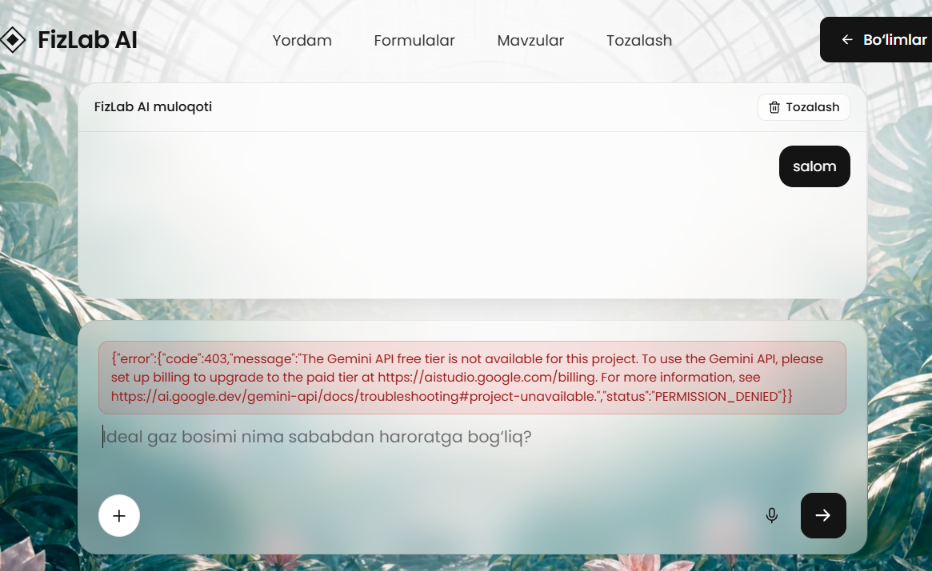 FizLab AI
Yordam
Formulalar
Mavzular
Tozalash
← Bo‘limlar
FizLab AI muloqoti
Tozalash
salom
{"error":{"code":403,"message":"The Gemini API free tier is not available for this project. To use the Gemini API, please
set up billing to upgrade to the paid tier at https://aistudio.google.com/billing. For more information, see
https://ai.google.dev/gemini-api/docs/troubleshooting#project-unavailable.","status":"PERMISSION_DENIED"}}
Ideal gaz bosimi nima sababdan haroratga bog‘liq?